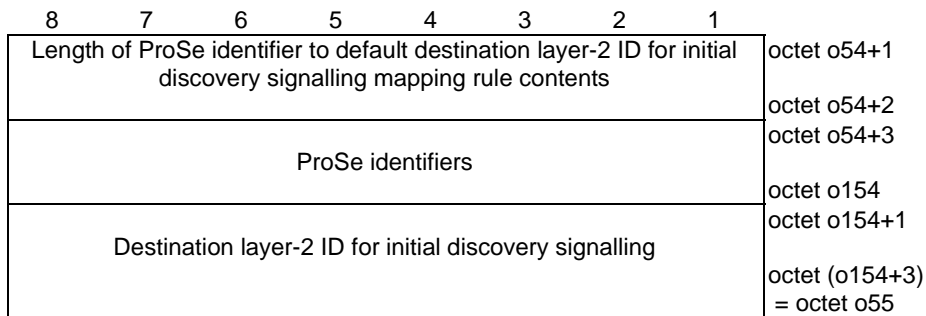 8 7 6 5 4 3 2 1
Length of ProSe identifier to default destination layer-2 ID for initial
discovery signalling mapping rule contents
octet o54+1
octet o54+2
ProSe identifiers
octet o54+3
octet o154
Destination layer-2 ID for initial discovery signalling
octet o154+1
octet (o154+3)
= octet o55